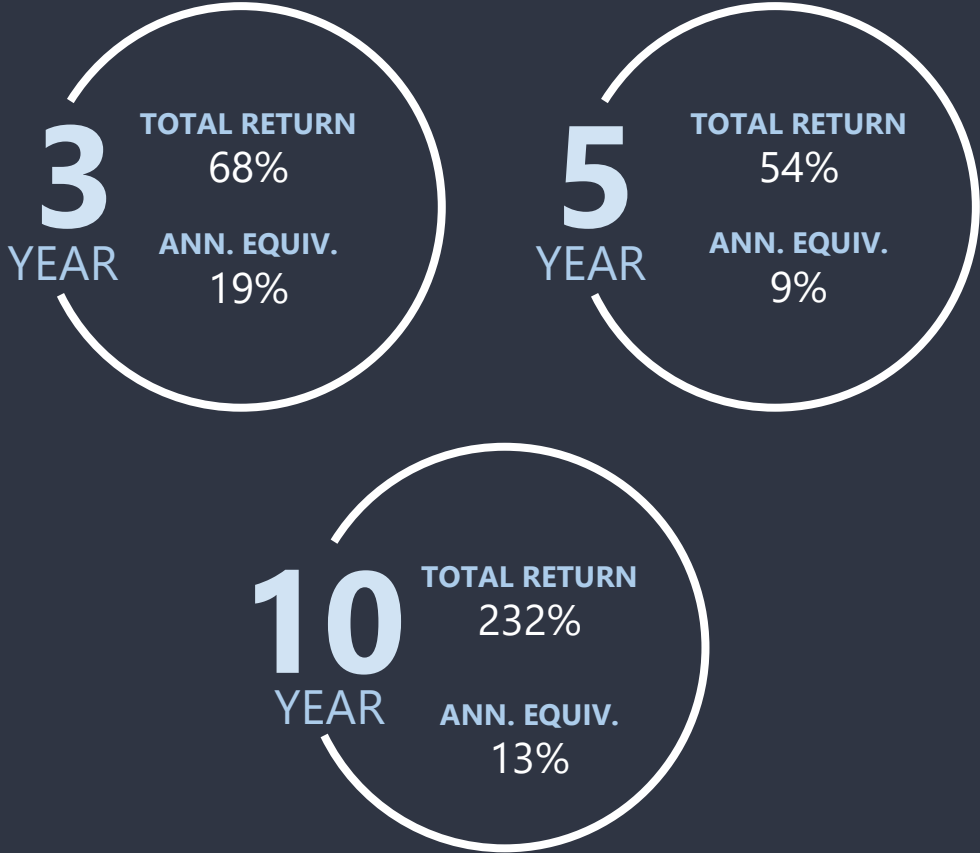 3
YEAR
TOTAL RETURN
68%
ANN. EQUIV.
19%
5
YEAR
TOTAL RETURN
54%
ANN. EQUIV.
9%
10
YEAR
TOTAL RETURN
232%
ANN. EQUIV.
13%